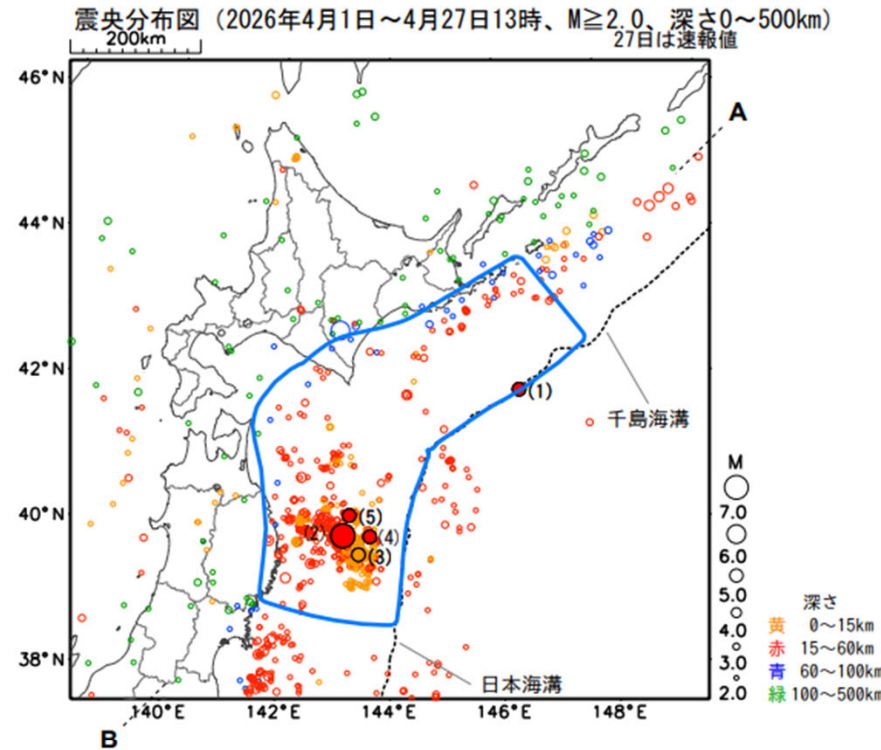 震央分布図（2026年4月1日～4月27日13時、M≧2.0、深さ0～500km）
200km
27日は速報値
46°N
A
44°N
42°N
(1)
千島海溝
M
40°N
(5)
(2)
(4)
(3)
7.0
6.0
5.0
4.0
3.0
2.0
深さ
黄 0～15km
赤 15～60km
青 60～100km
緑 100～500km
38°N
日本海溝
140°E
142°E
144°E
146°E
148°E
B